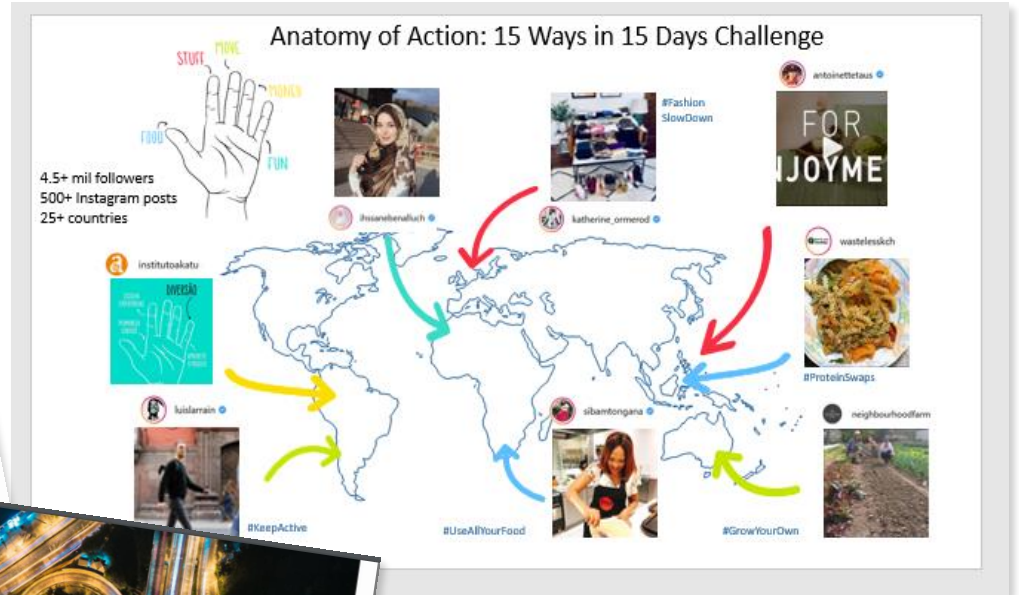 Anatomy of Action: 15 Ways in 15 Days Challenge
STUFF
MOVE
MONEY
FOOD
FUN
4.5+ mil followers
500+ Instagram posts
25+ countries
ihssanebenalluch
#Fashion
SlowDown
katherine_ormerod
antoinettetaus
FOR
NJOYME
wastelesskch
#ProteinSwaps
institutoakatu
DIVERSÃO
luislarrain
#KeepActive
sibamtongana
#UseAllYourFood
neighbourhoodfarm
#GrowYourOwn